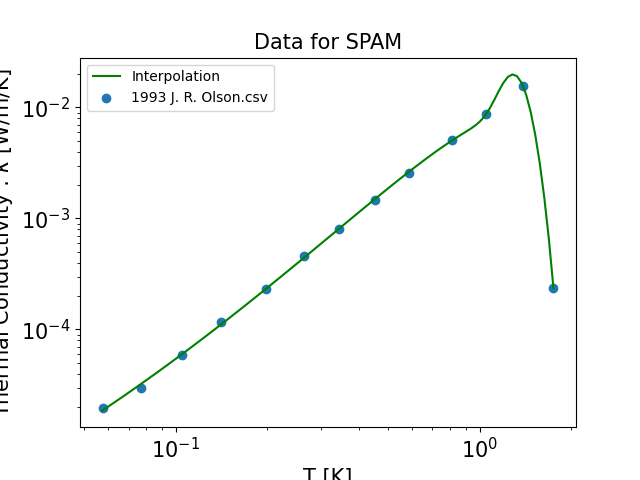 Data for SPAM
Interpolation
1993 J. R. Olson.csv
Thermal Conductivity : k [W/m/K]
10⁻²
10⁻³
10⁻⁴
10⁻¹
10⁰
T [K]